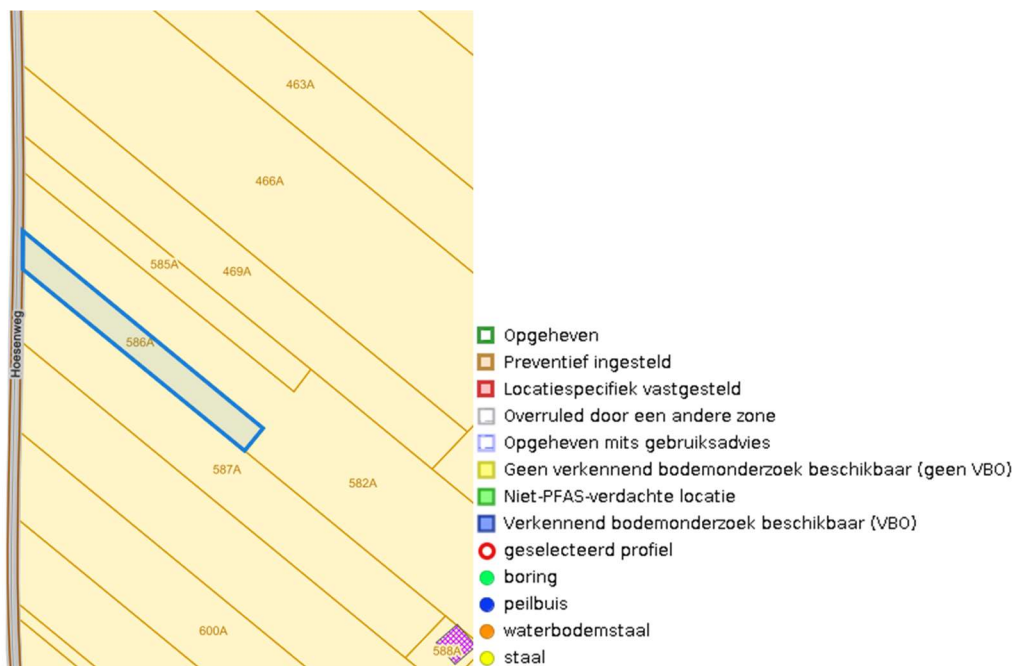 463A
466A
585A
469A
586A
Hoesenweg
587A
582A
600A
588A
Opgeheven
Preventief ingesteld
Locatiespecifiek vastgesteld
Overruled door een andere zone
Opgeheven mits gebruiksadvies
Geen verkennend bodemonderzoek beschikbaar (geen VBO)
Niet-PFAS-verdachte locatie
Verkennend bodemonderzoek beschikbaar (VBO)
geselecteerd profiel
boring
peilbuis
waterbodemstaal
staal